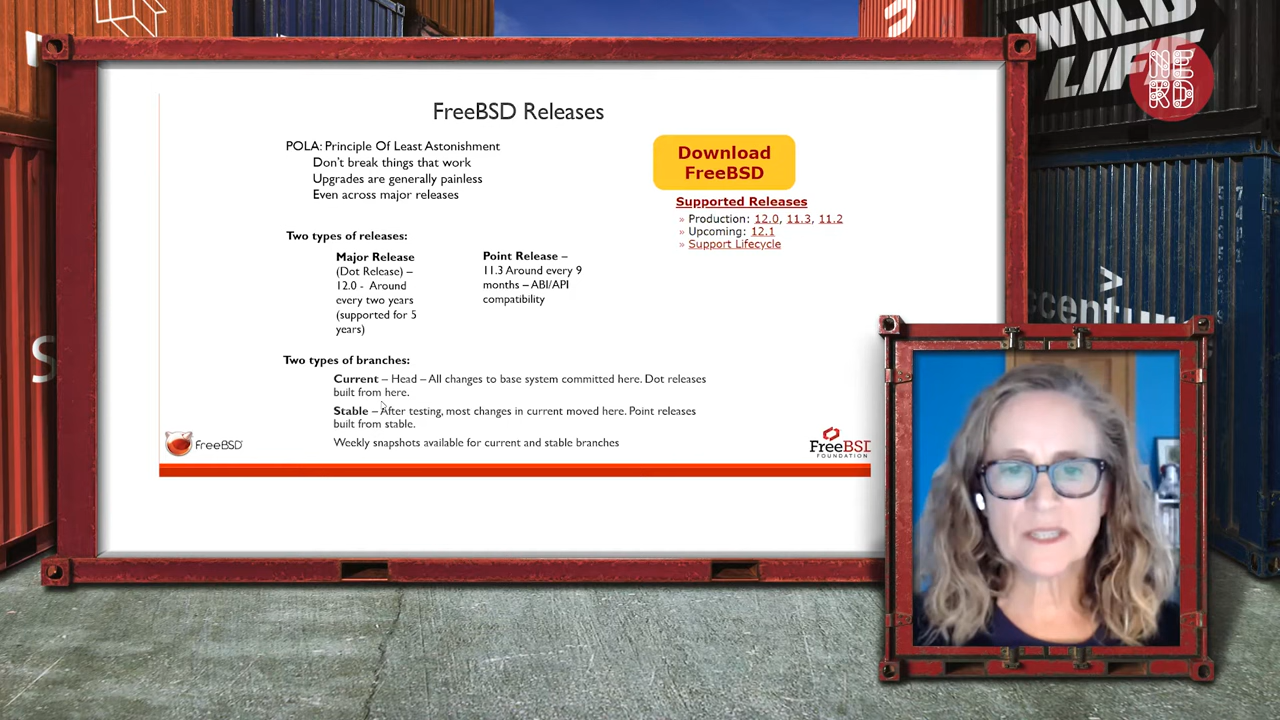 WILD
LIFE
NE
RD
FreeBSD Releases
POLA: Principle Of Least Astonishment
Don't break things that work
Upgrades are generally painless
Even across major releases
Download
FreeBSD
Supported Releases
» Production: 12.0, 11.3, 11.2
» Upcoming: 12.1
» Support Lifecycle
Two types of releases:
Major Release
(Dot Release) –
12.0 - Around
every two years
(supported for 5
years)
Point Release –
11.3 Around every 9
months – ABI/API
compatibility
Two types of branches:
Current – Head – All changes to base system committed here. Dot releases
built from here.
Stable – After testing, most changes in current moved here. Point releases
built from stable.
Weekly snapshots available for current and stable branches
FreeBSD
FreeBSD
FOUNDATION
>
ccentur
S